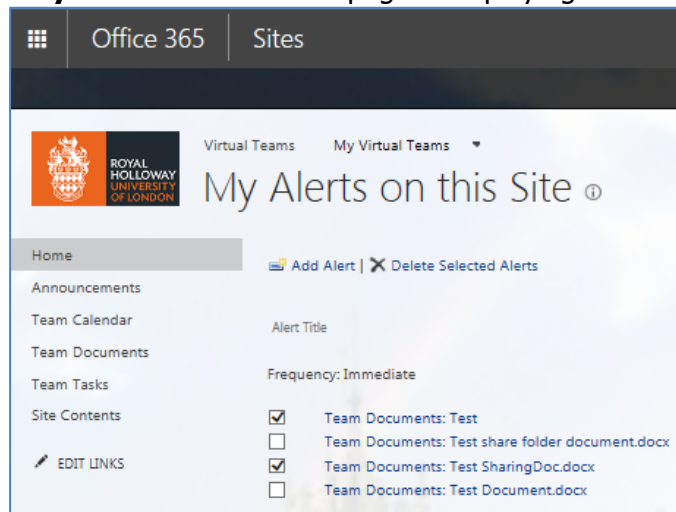 Office 365 Sites
ROYAL
HOLLOWAY
UNIVERSITY
OF LONDON
Virtual Teams My Virtual Teams
My Alerts on this Site
Home
Announcements
Team Calendar
Team Documents
Team Tasks
Site Contents
EDIT LINKS
Add Alert | Delete Selected Alerts
Alert Title
Frequency: Immediate
Team Documents: Test
Team Documents: Test share folder document.docx
Team Documents: Test SharingDoc.docx
Team Documents: Test Document.docx